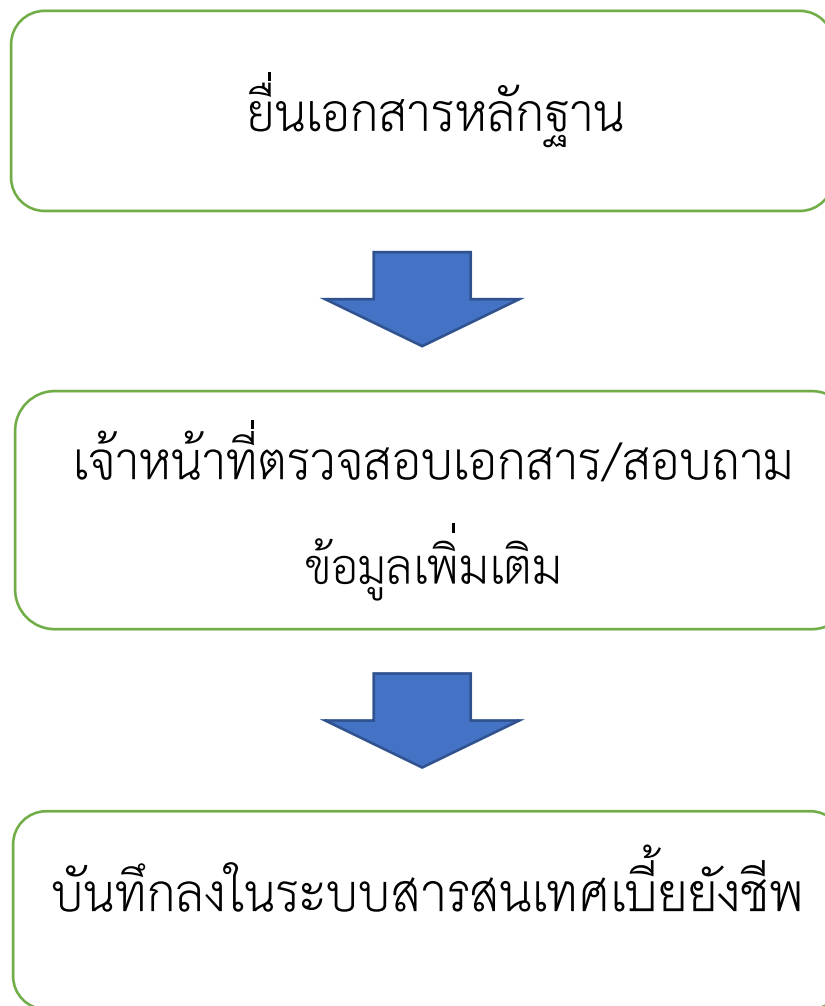 ยื่นเอกสารหลักฐาน
เจ้าหน้าที่ตรวจสอบเอกสาร/สอบถาม
ข้อมูลเพิ่มเติม
บันทึกลงในระบบสารสนเทศเบี้ยยังชีพ